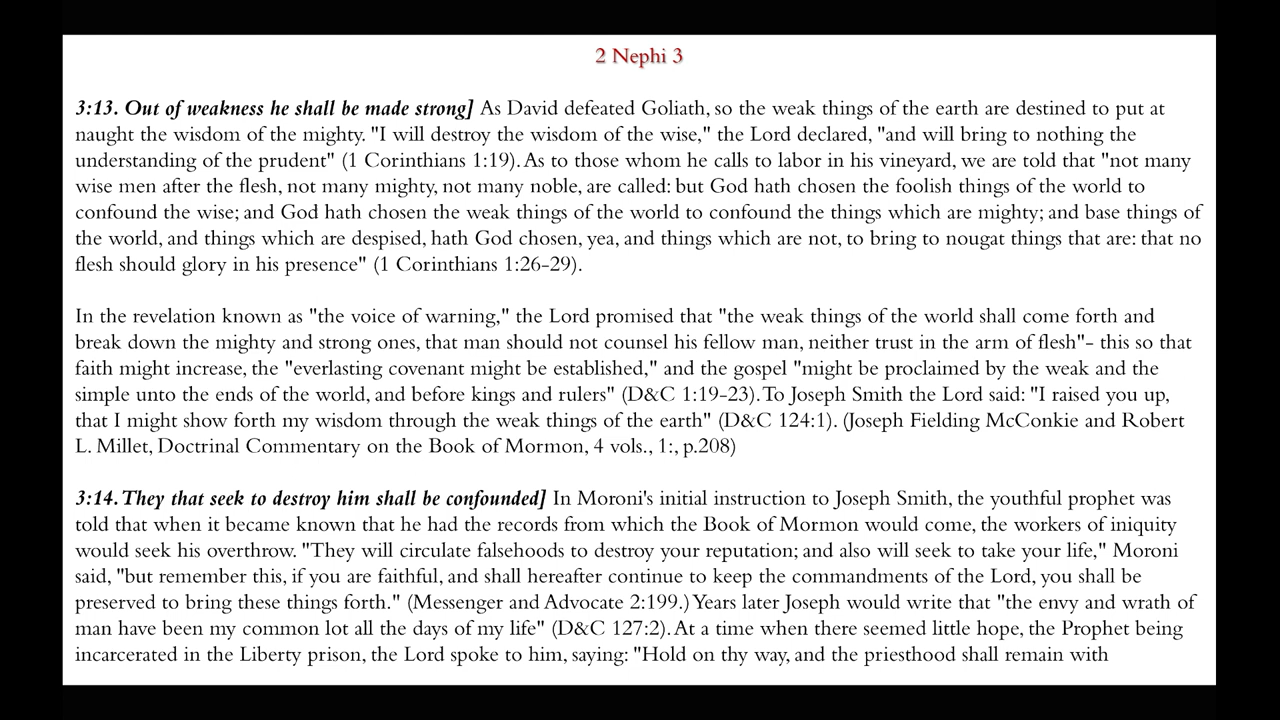 2 Nephi 3
3:13. Out of weakness he shall be made strong] As David defeated Goliath, so the weak things of the earth are destined to put at
naught the wisdom of the mighty. "I will destroy the wisdom of the wise," the Lord declared, "and will bring to nothing the
understanding of the prudent" (1 Corinthians 1:19). As to those whom he calls to labor in his vineyard, we are told that "not many
wise men after the flesh, not many mighty, not many noble, are called: but God hath chosen the foolish things of the world to
confound the wise; and God hath chosen the weak things of the world to confound the things which are mighty; and base things of
the world, and things which are despised, hath God chosen, yea, and things which are not, to bring to nougat things that are: that no
flesh should glory in his presence" (1 Corinthians 1:26-29).
In the revelation known as "the voice of warning," the Lord promised that "the weak things of the world shall come forth and
break down the mighty and strong ones, that man should not counsel his fellow man, neither trust in the arm of flesh"- this so that
faith might increase, the "everlasting covenant might be established," and the gospel "might be proclaimed by the weak and the
simple unto the ends of the world, and before kings and rulers" (D&C 1:19-23). To Joseph Smith the Lord said: "I raised you up,
that I might show forth my wisdom through the weak things of the earth" (D&C 124:1). (Joseph Fielding McConkie and Robert
L. Millet, Doctrinal Commentary on the Book of Mormon, 4 vols., 1:, p.208)
3:14. They that seek to destroy him shall be confounded] In Moroni's initial instruction to Joseph Smith, the youthful prophet was
told that when it became known that he had the records from which the Book of Mormon would come, the workers of iniquity
would seek his overthrow. "They will circulate falsehoods to destroy your reputation; and also will seek to take your life," Moroni
said, "but remember this, if you are faithful, and shall hereafter continue to keep the commandments of the Lord, you shall be
preserved to bring these things forth." (Messenger and Advocate 2:199.) Years later Joseph would write that "the envy and wrath of
man have been my common lot all the days of my life" (D&C 127:2). At a time when there seemed little hope, the Prophet being
incarcerated in the Liberty prison, the Lord spoke to him, saying: "Hold on thy way, and the priesthood shall remain with